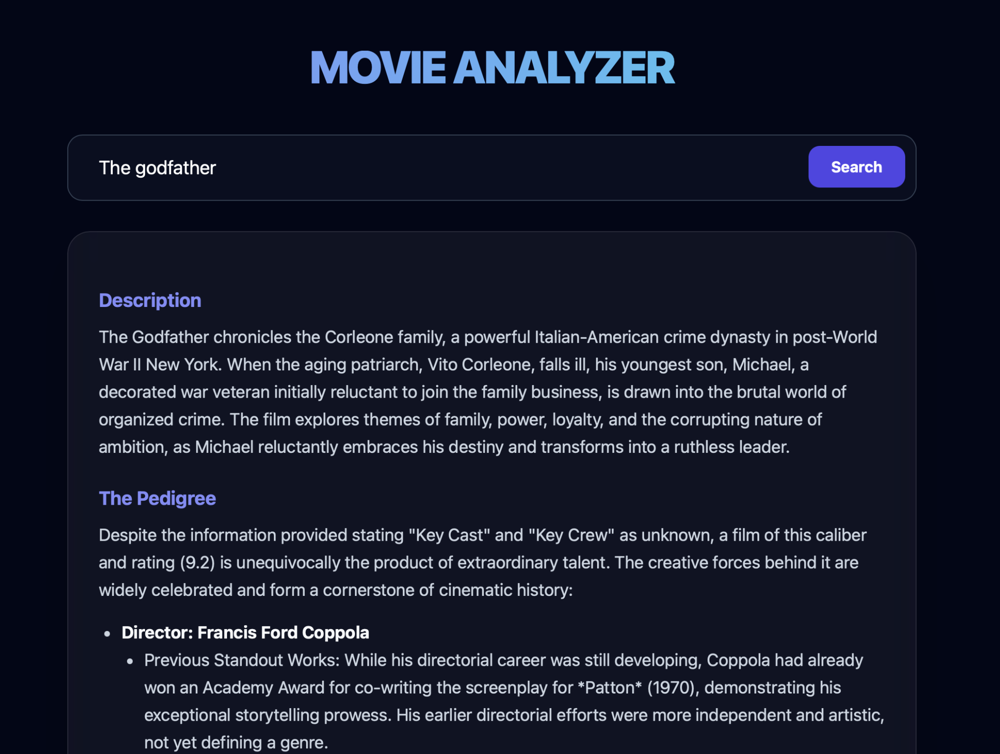 MOVIE ANALYZER
The godfather
Search
Description
The Godfather chronicles the Corleone family, a powerful Italian-American crime dynasty in post-World
War II New York. When the aging patriarch, Vito Corleone, falls ill, his youngest son, Michael, a
decorated war veteran initially reluctant to join the family business, is drawn into the brutal world of
organized crime. The film explores themes of family, power, loyalty, and the corrupting nature of
ambition, as Michael reluctantly embraces his destiny and transforms into a ruthless leader.
The Pedigree
Despite the information provided stating "Key Cast" and "Key Crew" as unknown, a film of this caliber
and rating (9.2) is unequivocally the product of extraordinary talent. The creative forces behind it are
widely celebrated and form a cornerstone of cinematic history:
• Director: Francis Ford Coppola
• Previous Standout Works: While his directorial career was still developing, Coppola had already
won an Academy Award for co-writing the screenplay for *Patton* (1970), demonstrating his
exceptional storytelling prowess. His earlier directorial efforts were more independent and artistic,
not yet defining a genre.